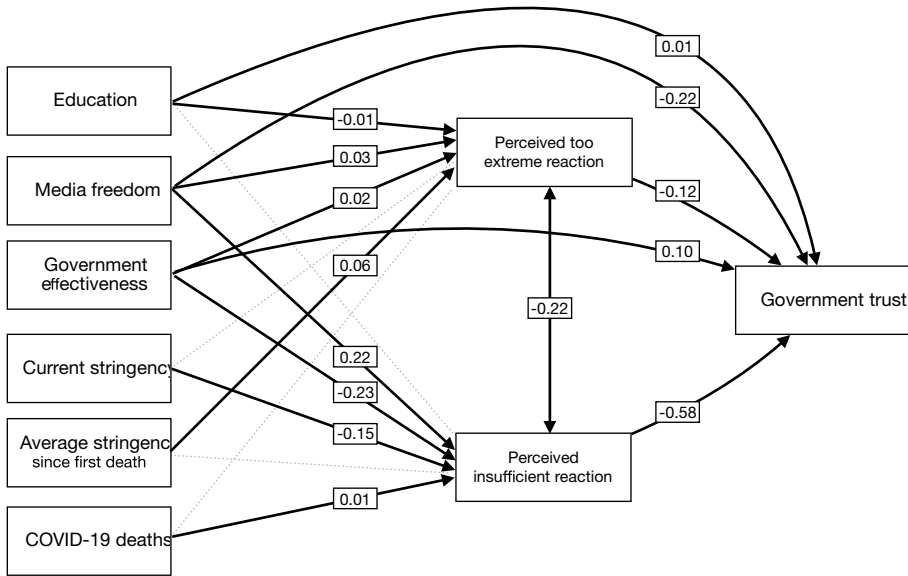 0.01
Education
-0.22
-0.01
Perceived too
extreme reaction
Media freedom
0.03
-0.12
0.02
Government
effectiveness
0.06
0.10
Government trust
-0.22
Current stringency
0.22
-0.23
-0.58
-0.15
Average stringency
since first death
Perceived
insufficient reaction
0.01
COVID-19 deaths